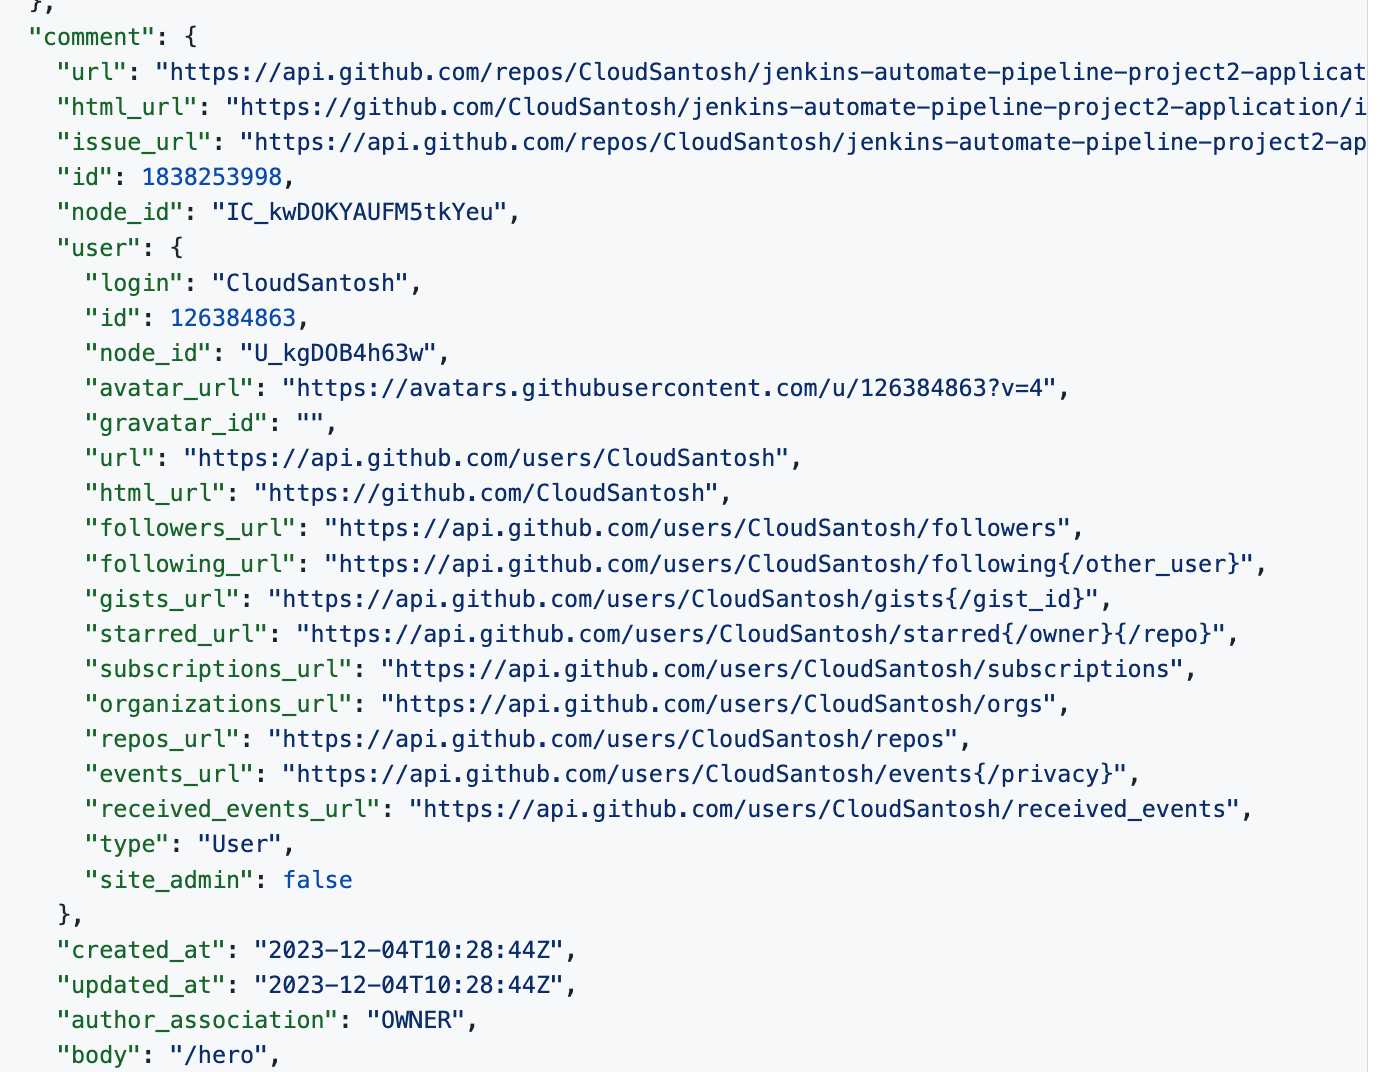 },
"comment": {
"url": "https://api.github.com/repos/CloudSantosh/jenkins-automate-pipeline-project2-applicat
"html_url": "https://github.com/CloudSantosh/jenkins-automate-pipeline-project2-application/i
"issue_url": "https://api.github.com/repos/CloudSantosh/jenkins-automate-pipeline-project2-ap
"id": 1838253998,
"node_id": "IC_kwDOKYAUFM5tkYeu",
"user": {
"login": "CloudSantosh",
"id": 126384863,
"node_id": "U_kgDOB4h63w",
"avatar_url": "https://avatars.githubusercontent.com/u/126384863?v=4",
"gravatar_id": "",
"url": "https://api.github.com/users/CloudSantosh",
"html_url": "https://github.com/CloudSantosh",
"followers_url": "https://api.github.com/users/CloudSantosh/followers",
"following_url": "https://api.github.com/users/CloudSantosh/following{/other_user}",
"gists_url": "https://api.github.com/users/CloudSantosh/gists{/gist_id}",
"starred_url": "https://api.github.com/users/CloudSantosh/starred{/owner}{/repo}",
"subscriptions_url": "https://api.github.com/users/CloudSantosh/subscriptions",
"organizations_url": "https://api.github.com/users/CloudSantosh/orgs",
"repos_url": "https://api.github.com/users/CloudSantosh/repos",
"events_url": "https://api.github.com/users/CloudSantosh/events{/privacy}",
"received_events_url": "https://api.github.com/users/CloudSantosh/received_events",
"type": "User",
"site_admin": false
},
"created_at": "2023-12-04T10:28:44Z",
"updated_at": "2023-12-04T10:28:44Z",
"author_association": "OWNER",
"body": "/hero",